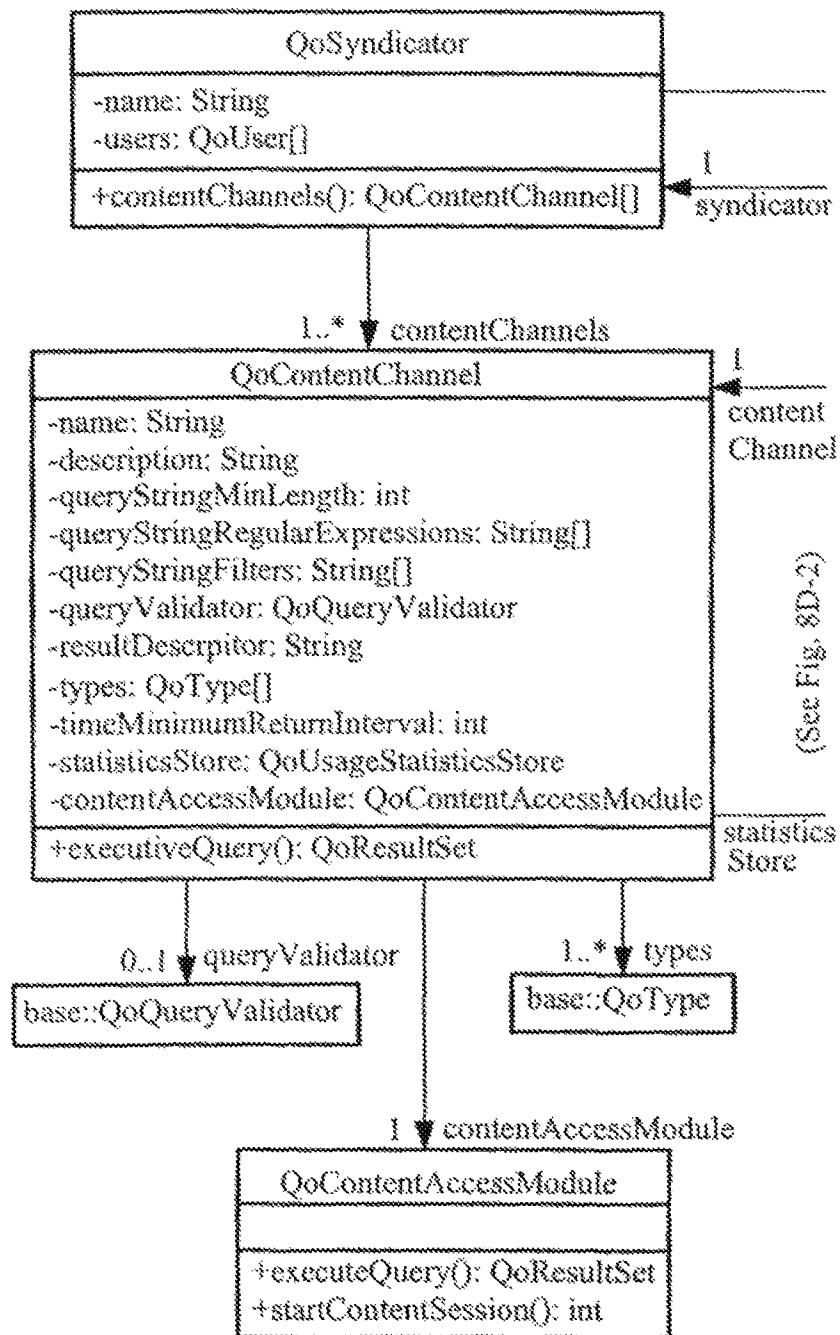 QoSyndicator
-name: String
-users: QoUser[]
+contentChannels(): QoContentChannel[]
1
syndicator
1..* contentChannels
QoContentChannel
1
content
Channel
-name: String
-description: String
-queryStringMinLength: int
-queryStringRegularExpressions: String[]
-queryStringFilters: String[]
-queryValidator: QoQueryValidator
-resultDescrpitor: String
-types: QoType[]
-timeMinimumReturnInterval: int
-statisticsStore: QoUsageStatisticsStore
-contentAccessModule: QoContentAccessModule
(See Fig. 8D-2)
+executiveQuery(): QoResultSet
statistics
Store
0..1 queryValidator
1..* types
base::QoQueryValidator
base::QoType
1 contentAccessModule
QoContentAccessModule
+executeQuery(): QoResultSet
+startContentSession(): int